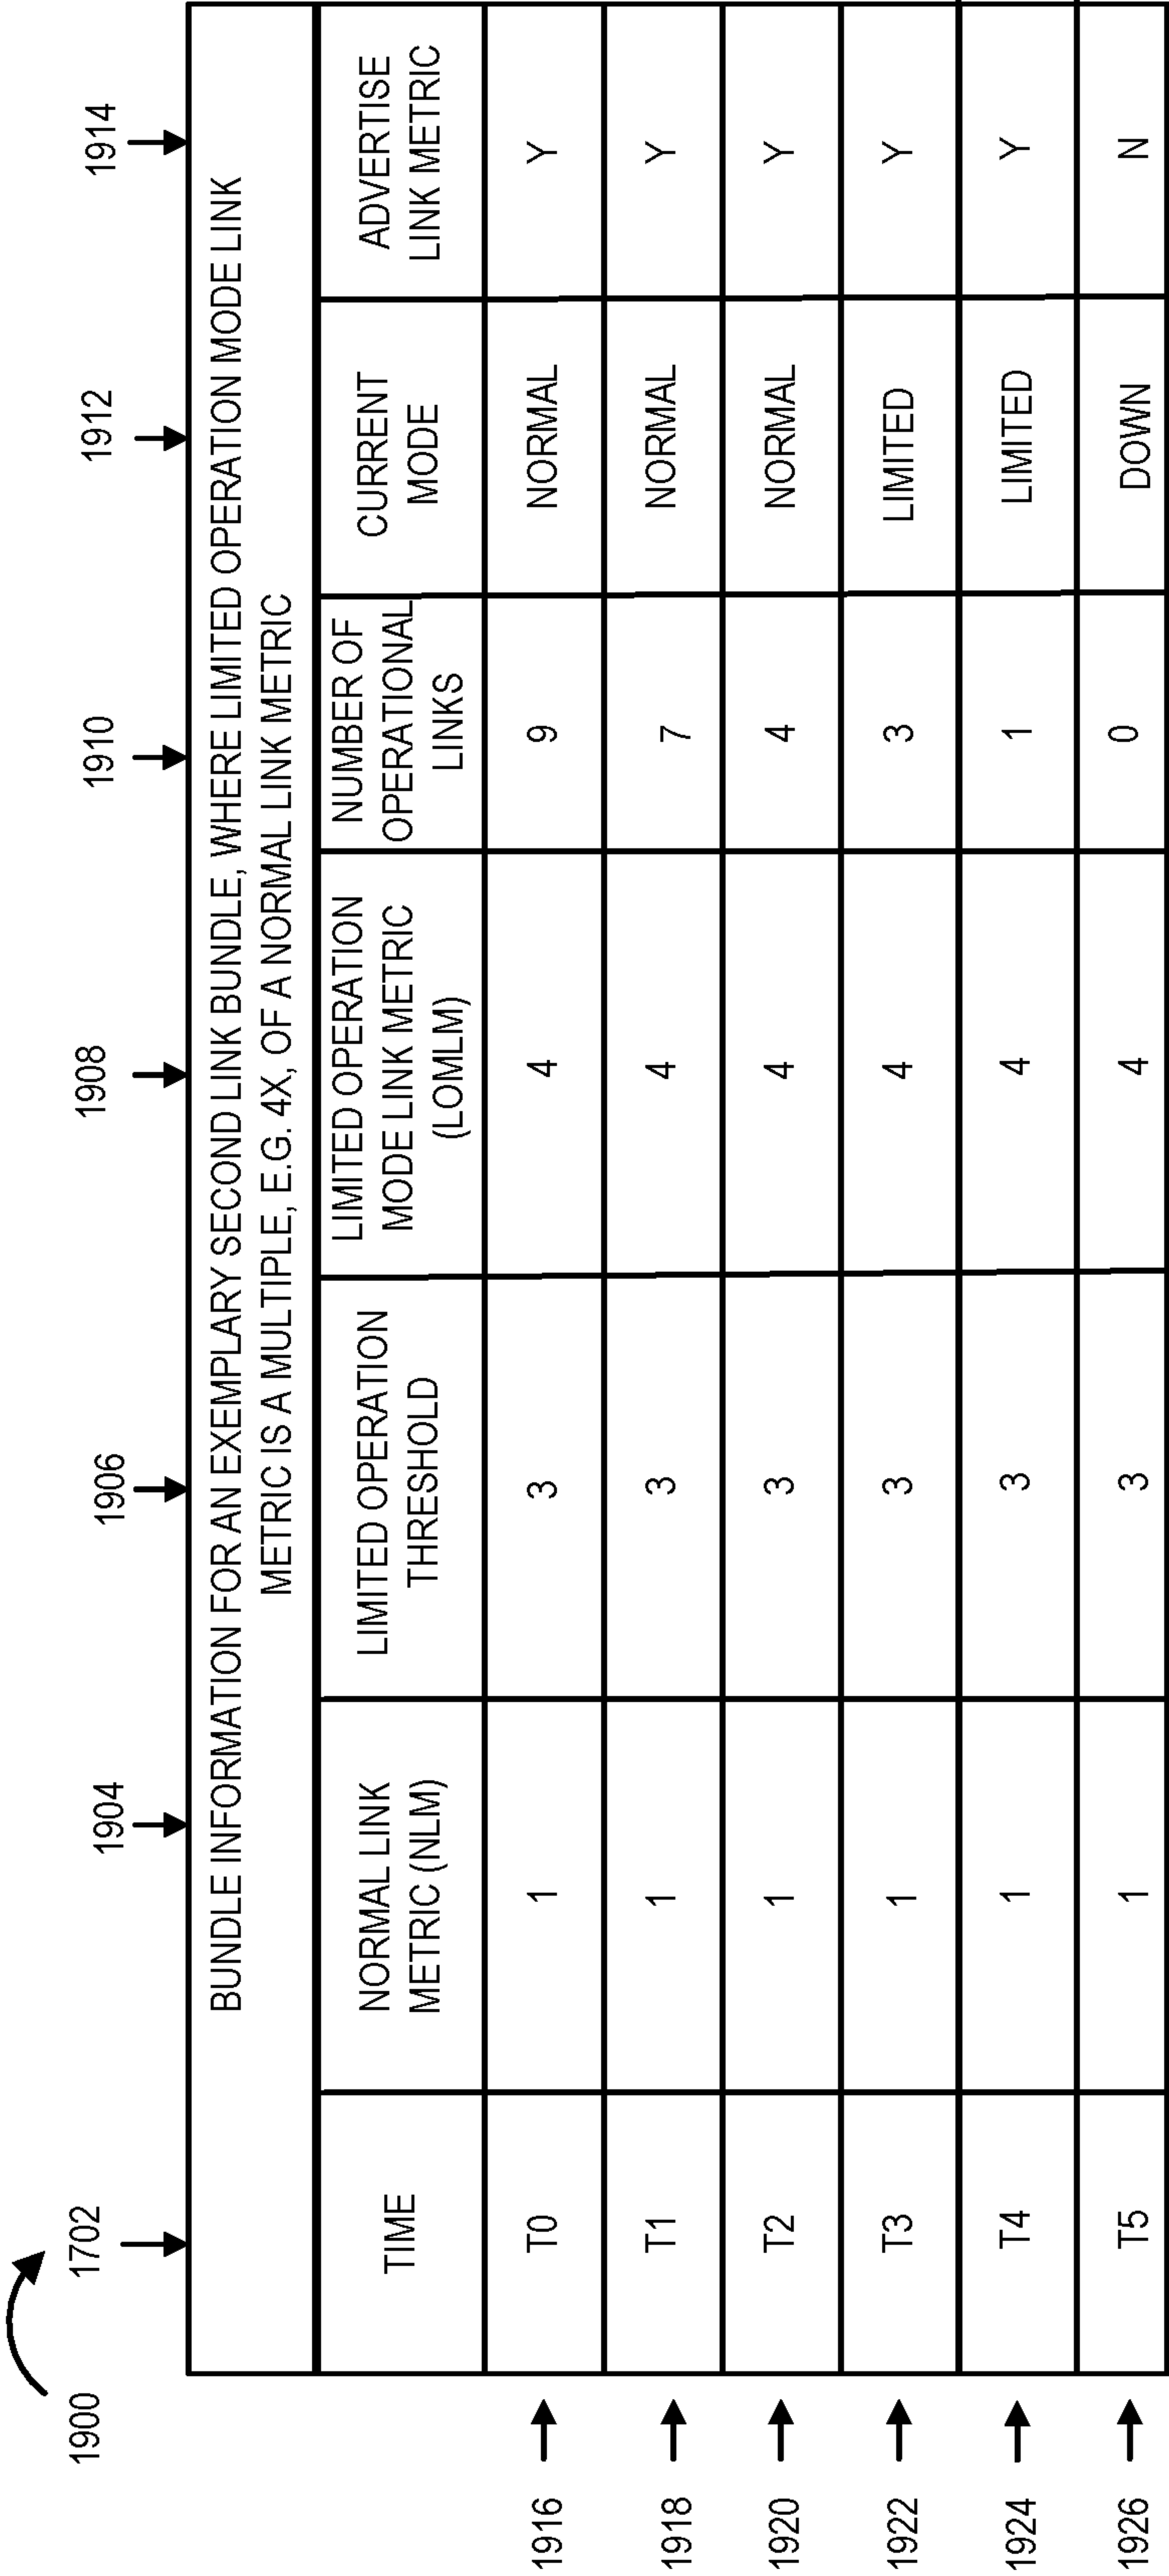 1900
1702 1904 1906 1908 1910 1912 1914
BUNDLE INFORMATION FOR AN EXEMPLARY SECOND LINK BUNDLE, WHERE LIMITED OPERATION MODE LINK
METRIC IS A MULTIPLE, E.G. 4X, OF A NORMAL LINK METRIC
TIME
NORMAL LINK
METRIC (NLM)
LIMITED OPERATION
THRESHOLD
LIMITED OPERATION
MODE LINK METRIC
(LOMLM)
NUMBER OF
OPERATIONAL
LINKS
CURRENT
MODE
ADVERTISE
LINK METRIC
1916 T0 1 3 4 9 NORMAL Y
1918 T1 1 3 4 7 NORMAL Y
1920 T2 1 3 4 4 NORMAL Y
1922 T3 1 3 4 3 LIMITED Y
1924 T4 1 3 4 1 LIMITED Y
1926 T5 1 3 4 0 DOWN N